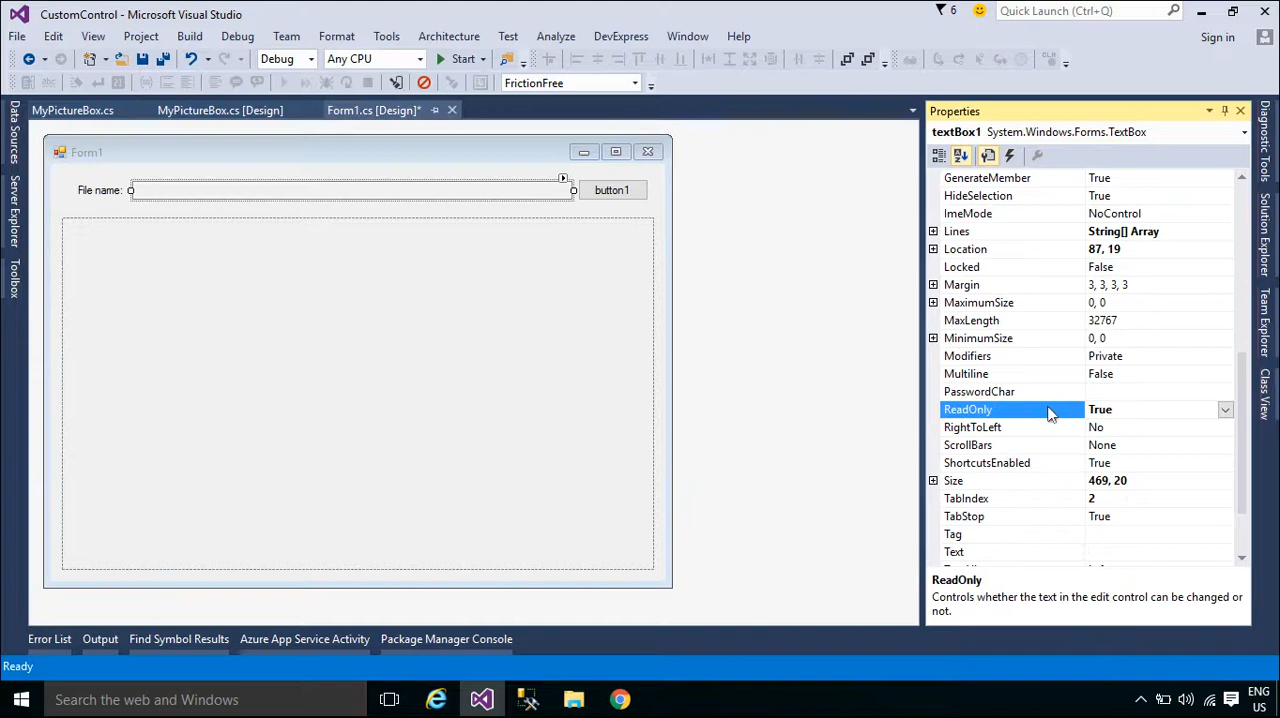 CustomControl - Microsoft Visual Studio
6
Quick Launch (Ctrl+Q)
File Edit View Project Build Debug Team Format Tools Architecture Test Analyze DevExpress Window Help
Sign in
Debug Any CPU Start
FrictionFree
MyPictureBox.cs MyPictureBox.cs [Design] Form1.cs [Design]*
Data Sources
Server Explorer
Toolbox
Form1
File name: button1
Properties
textBox1 System.Windows.Forms.TextBox
GenerateMember True
HideSelection True
ImeMode NoControl
Lines String[] Array
Location 87, 19
Locked False
Margin 3, 3, 3, 3
MaximumSize 0, 0
MaxLength 32767
MinimumSize 0, 0
Modifiers Private
Multiline False
PasswordChar
ReadOnly True
RightToLeft No
ScrollBars None
ShortcutsEnabled True
Size 469, 20
TabIndex 2
TabStop True
Tag
Text
ReadOnly
Controls whether the text in the edit control can be changed or
not.
Diagnostic Tools
Solution Explorer
Team Explorer
Class View
Error List Output Find Symbol Results Azure App Service Activity Package Manager Console
Ready
Search the web and Windows
ENG
US